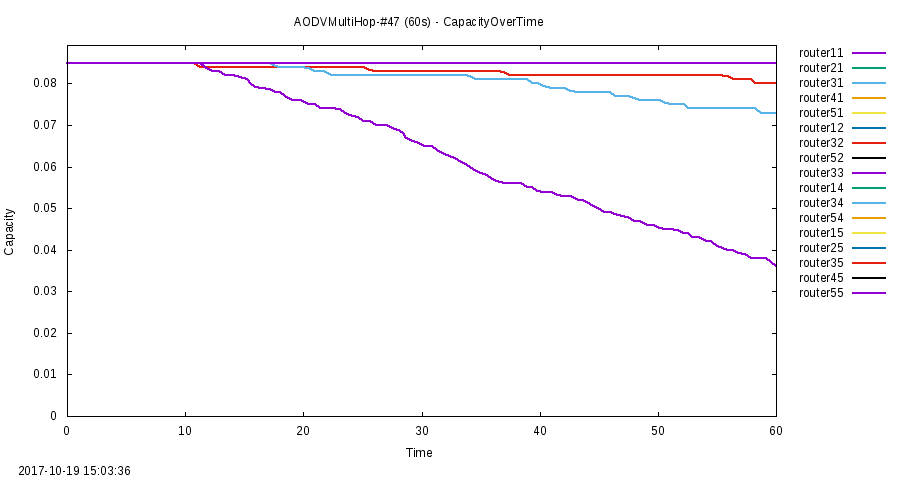 AODVMultiHop-#47 (60s) - CapacityOverTime
router11
router21
router31
router41
router51
router12
router32
router52
router33
router14
router34
router54
router15
router25
router35
router45
router55
0.08
0.07
0.06
0.05
0.04
0.03
0.02
0.01
0
Capacity
0 10 20 30 40 50 60
Time
2017-10-19 15:03:36